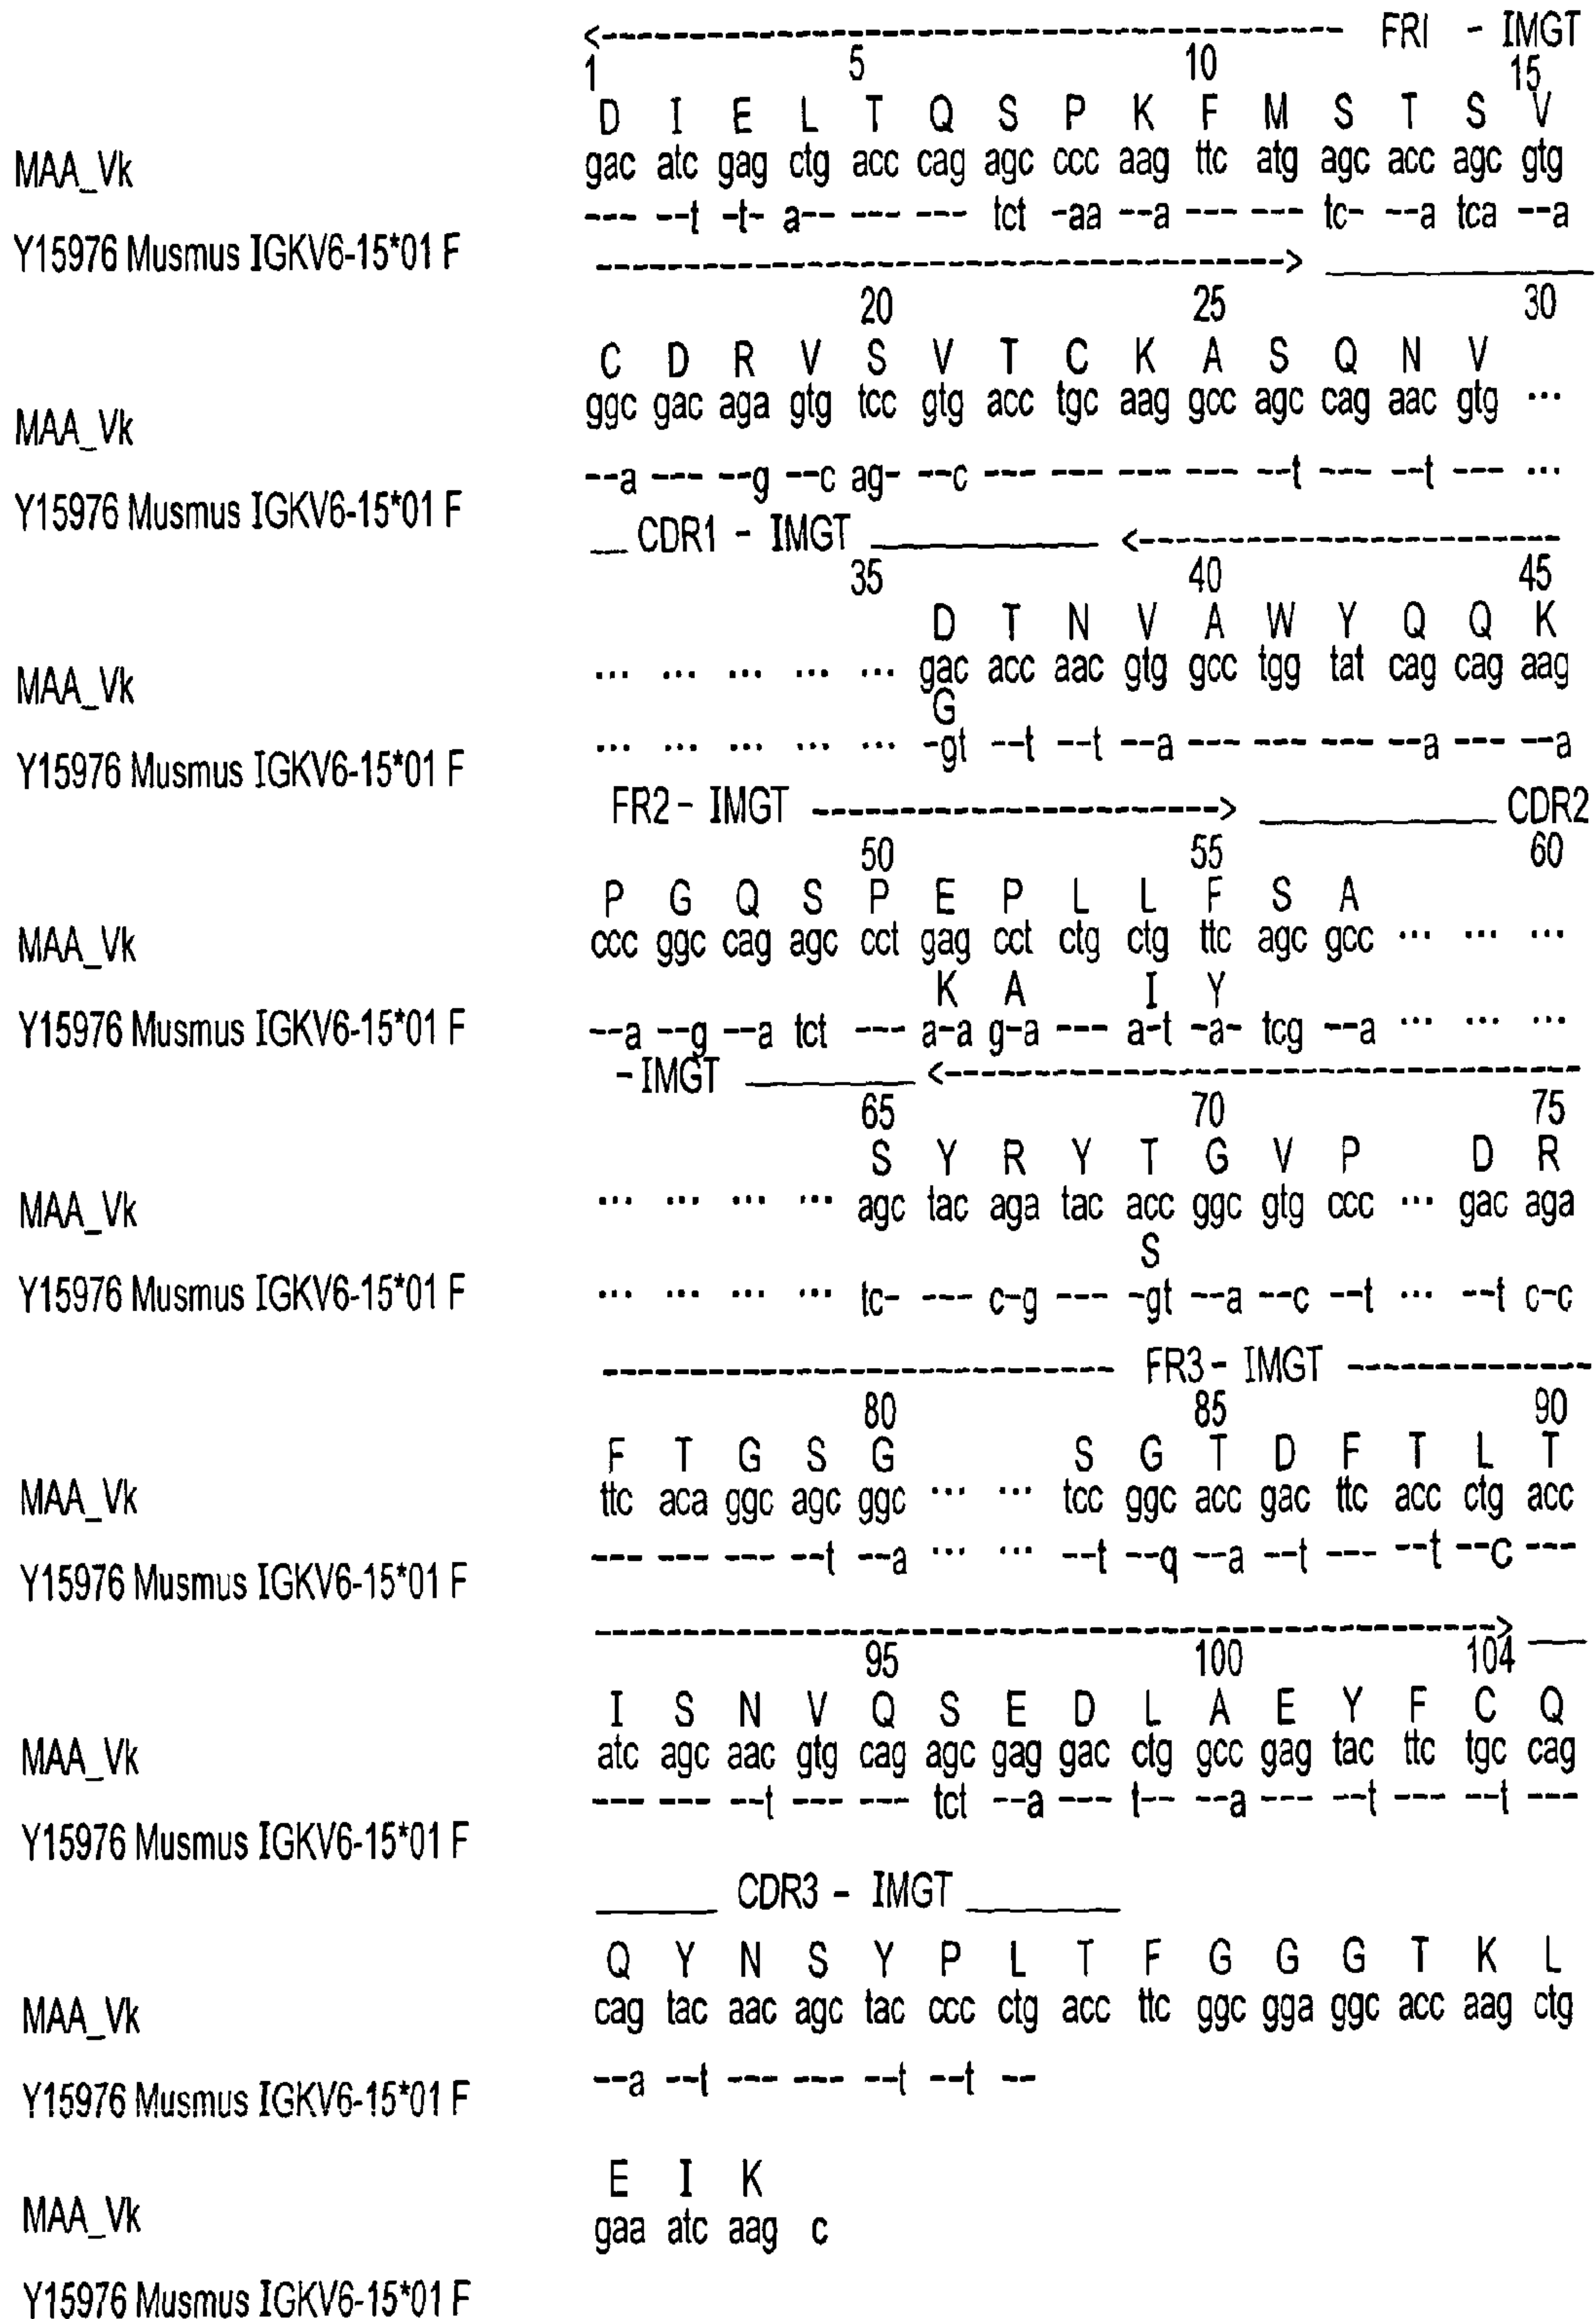 <--------------------------------------- FRI - IMGT
1 5 10 15
D I E L T Q S P K F M S T S V
MAA_Vk gac atc gag ctg acc cag agc ccc aag ttc atg agc acc agc gtg
Y15976 Musmus IGKV6-15*01 F --- --t -t- a-- --- --- tct -aa --a --- --- tc- --a tca --a
------------------------------------> ____________
20 25 30
C D R V S V T C K A S Q N V
MAA_Vk ggc gac aga gtg tcc gtg acc tgc aag gcc agc cag aac gtg ...
Y15976 Musmus IGKV6-15*01 F --a --- --g --c ag- --c --- --- --- --- --t --- --t --- ...
__ CDR1 - IMGT __________ <-----------------------
35 40 45
D T N V A W Y Q Q K
MAA_Vk ... ... ... ... ... gac acc aac gtg gcc tgg tat cag cag aag
G
Y15976 Musmus IGKV6-15*01 F ... ... ... ... ... -gt --t --t --a --- --- --- --a --- --a
FR2 - IMGT ----------------------> __________ CDR2
50 55 60
P G Q S P E P L L F S A
MAA_Vk ccc ggc cag agc cct gag cct ctg ctg ttc agc gcc ... ... ...
K A I Y
Y15976 Musmus IGKV6-15*01 F --a --g --a tct --- a-a g-a --- a-t -a- tcg --a ... ... ...
- IMGT ________ <-----------------------------------
65 70 75
S Y R Y T G V P D R
MAA_Vk ... ... ... ... agc tac aga tac acc ggc gtg ccc ... gac aga
S
Y15976 Musmus IGKV6-15*01 F ... ... ... ... tc- --- c-g --- -gt --a --c --t ... --t c-c
---------------------------- FR3 - IMGT -------------
80 85 90
F T G S G S G T D F T L T
MAA_Vk ttc aca ggc agc ggc ... ... tcc ggc acc gac ttc acc ctg acc
Y15976 Musmus IGKV6-15*01 F --- --- --- --t --a ... ... --t --q --a --t --- --t --c ---
------------------------------------------------> ___
95 100 104
I S N V Q S E D L A E Y F C Q
MAA_Vk atc agc aac gtg cag agc gag gac ctg gcc gag tac ttc tgc cag
Y15976 Musmus IGKV6-15*01 F --- --- --t --- --- tct --a --- t-- --a --- --t --- --t ---
______ CDR3 - IMGT ________
Q Y N S Y P L T F G G G T K L
MAA_Vk cag tac aac agc tac ccc ctg acc ttc ggc gga ggc acc aag ctg
Y15976 Musmus IGKV6-15*01 F --a --t --- --- --t --t --
E I K
MAA_Vk gaa atc aag c
Y15976 Musmus IGKV6-15*01 F